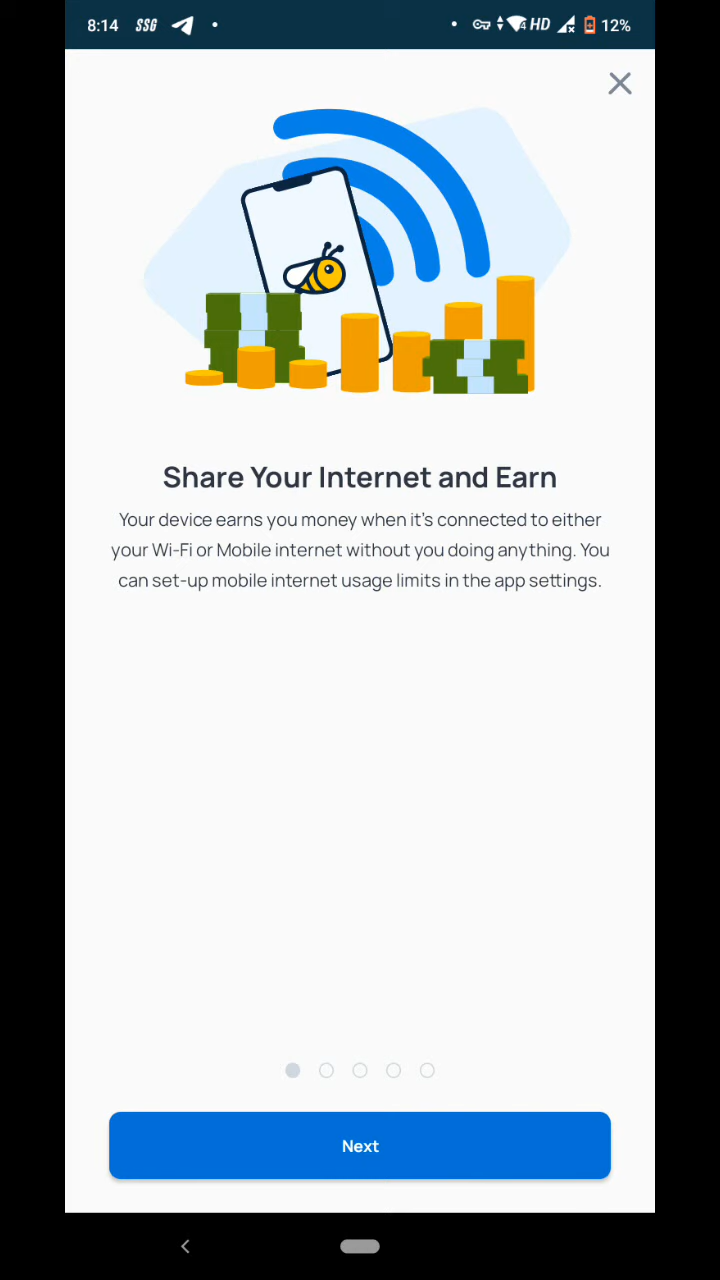 8:14 SSG HD 12%
Share Your Internet and Earn
Your device earns you money when it's connected to either
your Wi-Fi or Mobile internet without you doing anything. You
can set-up mobile internet usage limits in the app settings.
Next